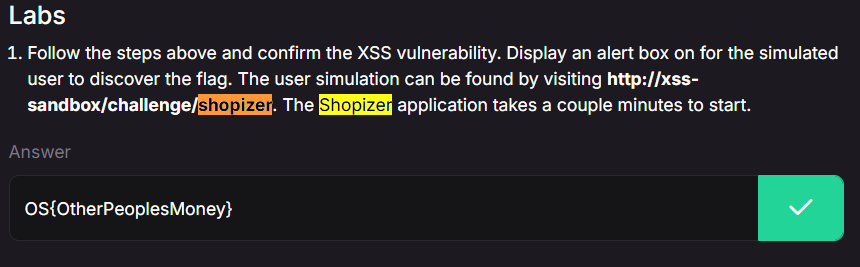 Labs
1. Follow the steps above and confirm the XSS vulnerability. Display an alert box on for the simulated
user to discover the flag. The user simulation can be found by visiting http://xss-
sandbox/challenge/shopizer. The Shopizer application takes a couple minutes to start.
Answer
OS{OtherPeoplesMoney}